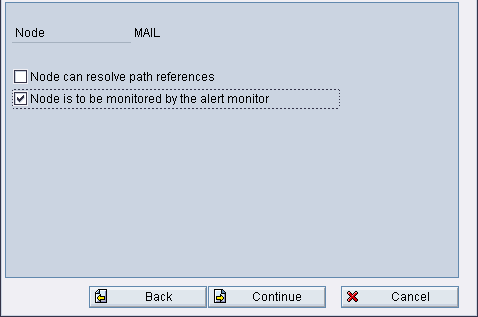 Node MAIL
Node can resolve path references
Node is to be monitored by the alert monitor
Back Continue Cancel